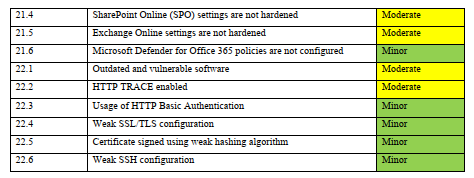 21.4 SharePoint Online (SPO) settings are not hardened Moderate
21.5 Exchange Online settings are not hardened Moderate
21.6 Microsoft Defender for Office 365 policies are not configured Minor
22.1 Outdated and vulnerable software Moderate
22.2 HTTP TRACE enabled Moderate
22.3 Usage of HTTP Basic Authentication Minor
22.4 Weak SSL/TLS configuration Minor
22.5 Certificate signed using weak hashing algorithm Minor
22.6 Weak SSH configuration Minor